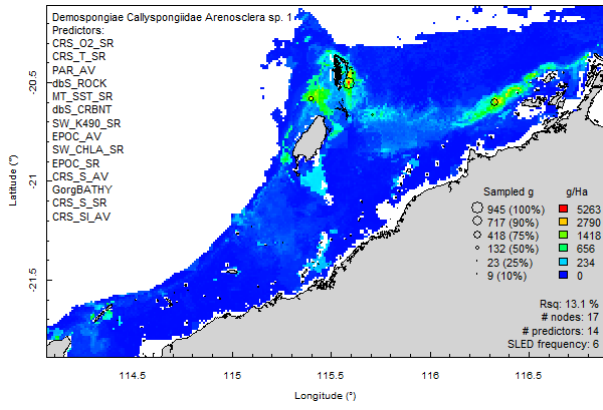 Demospongiae Callyspongiidae Arenosclera sp. 1
Predictors:
CRS_O2_SR
CRS_T_SR
PAR_AV
dbS_ROCK
MT_SST_SR
dbS_CRBNT
SW_K490_SR
EPOC_AV
SW_CHLA_SR
EPOC_SR
CRS_S_AV
GorgBATHY
CRS_S_SR
CRS_SI_AV
-20.5
-21
-21.5
Latitude (°)
Sampled g
945 (100%)
717 (90%)
418 (75%)
132 (50%)
23 (25%)
9 (10%)
g/Ha
5263
2790
1418
656
234
0
Rsq: 13.1 %
# nodes: 17
# predictors: 14
SLED frequency: 6
114.5 115 115.5 116 116.5
Longitude (°)